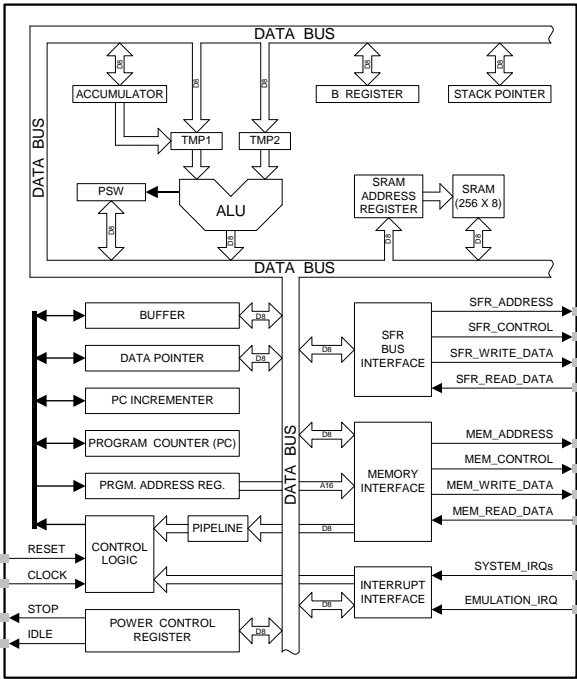 DATA BUS
D8
D8
D8
D8
D8
ACCUMULATOR
B REGISTER
STACK POINTER
DATA BUS
TMP1
TMP2
PSW
ALU
SRAM
ADDRESS
REGISTER
SRAM
(256 X 8)
D8
D8
D8
D8
DATA BUS
BUFFER
D8
DATA POINTER
D8
PC INCREMENTER
PROGRAM COUNTER (PC)
PRGM. ADDRESS REG.
A16
DATA BUS
D8
SFR
BUS
INTERFACE
SFR_ADDRESS
SFR_CONTROL
SFR_WRITE_DATA
SFR_READ_DATA
D8
MEMORY
INTERFACE
MEM_ADDRESS
MEM_CONTROL
MEM_WRITE_DATA
MEM_READ_DATA
CONTROL
LOGIC
PIPELINE
D8
RESET
CLOCK
INTERRUPT
INTERFACE
D8
SYSTEM_IRQs
EMULATION_IRQ
STOP
IDLE
POWER CONTROL
REGISTER
D8